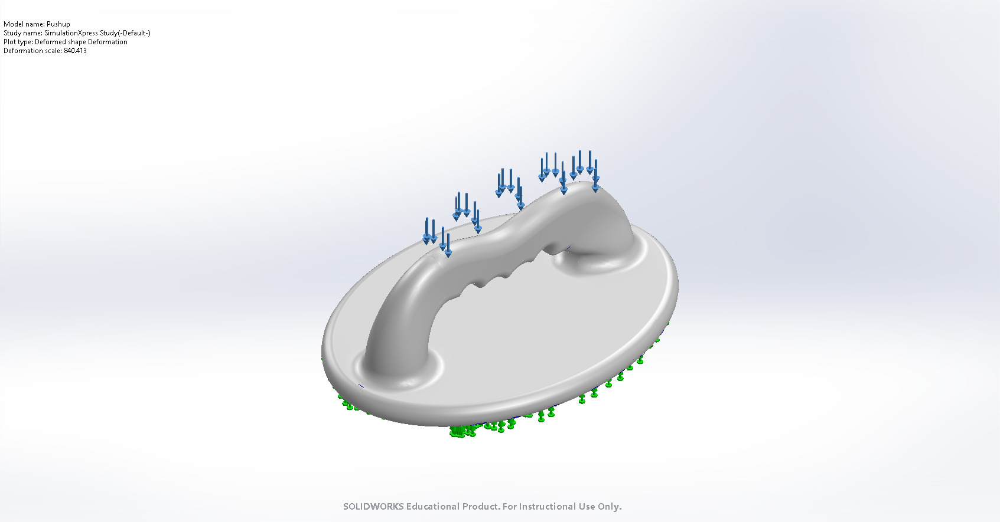 Model name: Pushup
Study name: SimulationXpress Study(-Default-)
Plot type: Deformed shape Deformation
Deformation scale: 840.413
SOLIDWORKS Educational Product. For Instructional Use Only.